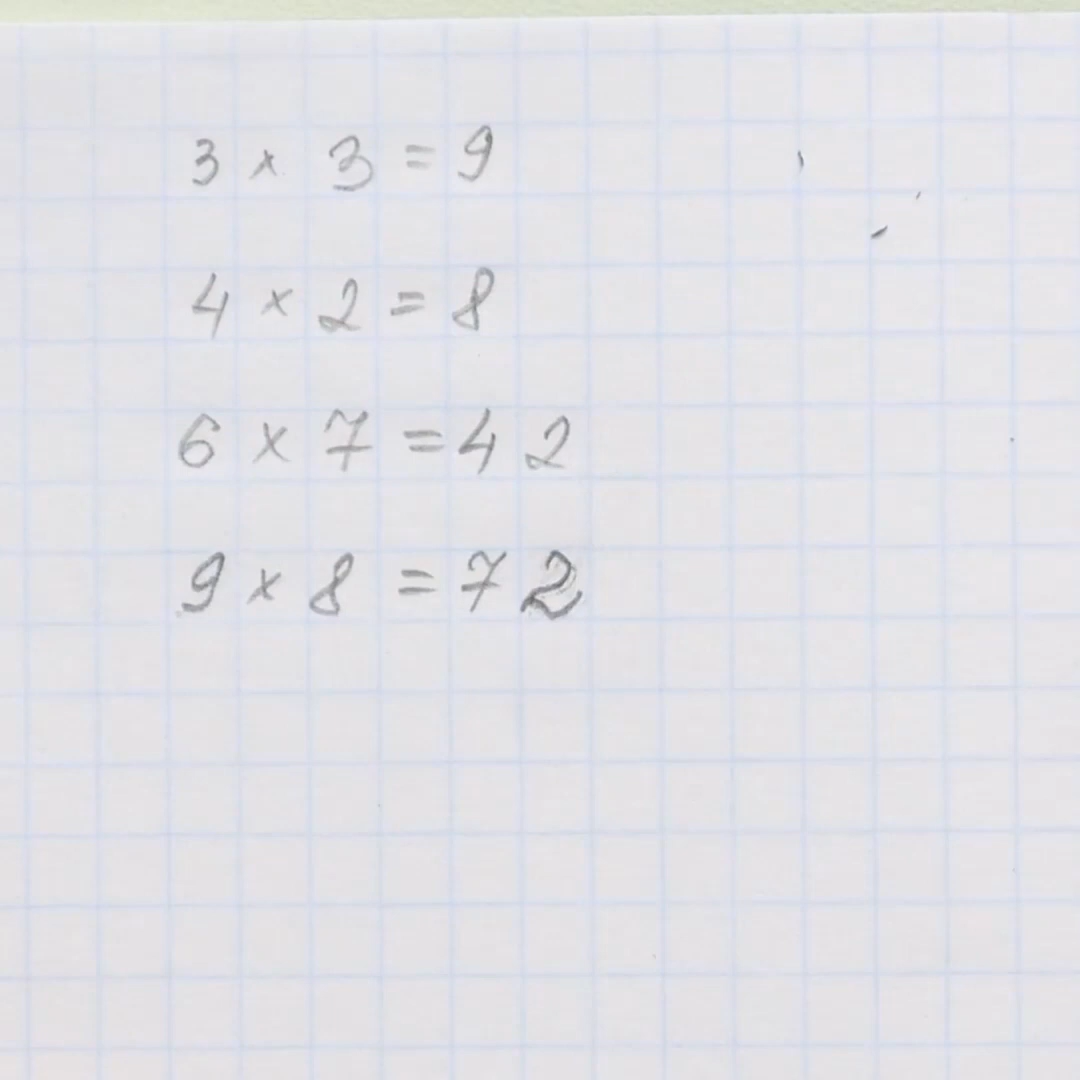 3 × 3 = 9
4 × 2 = 8
6 × 7 = 42
9 × 8 = 72